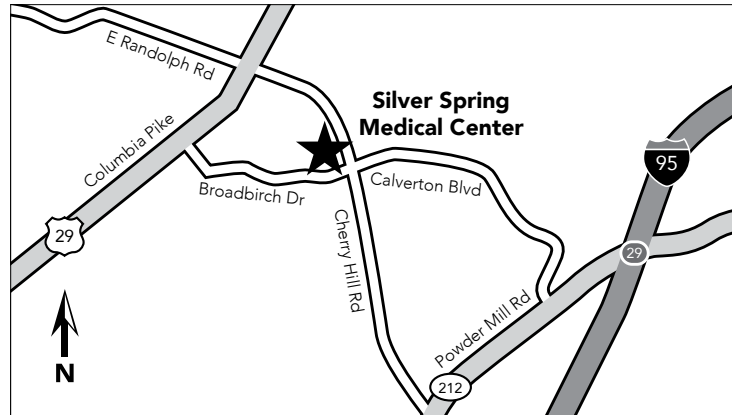 E Randolph Rd
Silver Spring
Medical Center
Columbia Pike
95
Broadbirch Dr
Calverton Blvd
29
Cherry Hill Rd
29
Powder Mill Rd
N
212